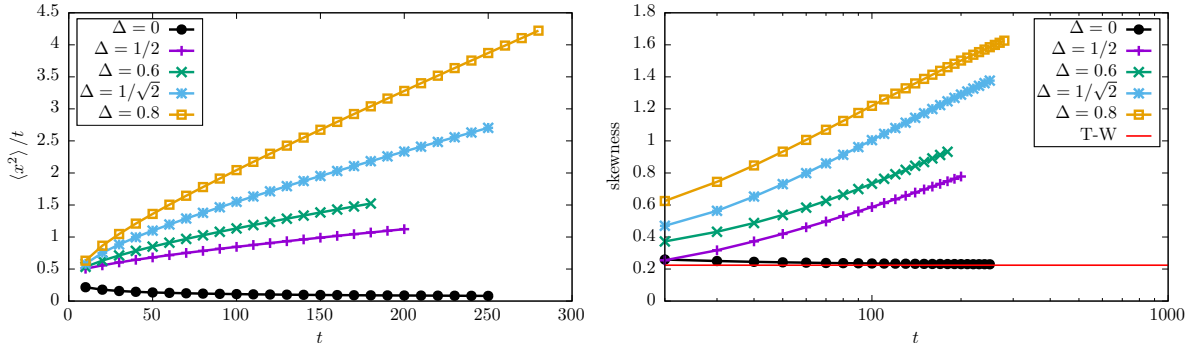 ⟨x²⟩/t
4.5
4
3.5
3
2.5
2
1.5
1
0.5
0
0 50 100 150 200 250 300
t
Δ = 0
Δ = 1/2
Δ = 0.6
Δ = 1/√2
Δ = 0.8
skewness
1.8
1.6
1.4
1.2
1
0.8
0.6
0.4
0.2
0
100 1000
t
Δ = 0
Δ = 1/2
Δ = 0.6
Δ = 1/√2
Δ = 0.8
T-W